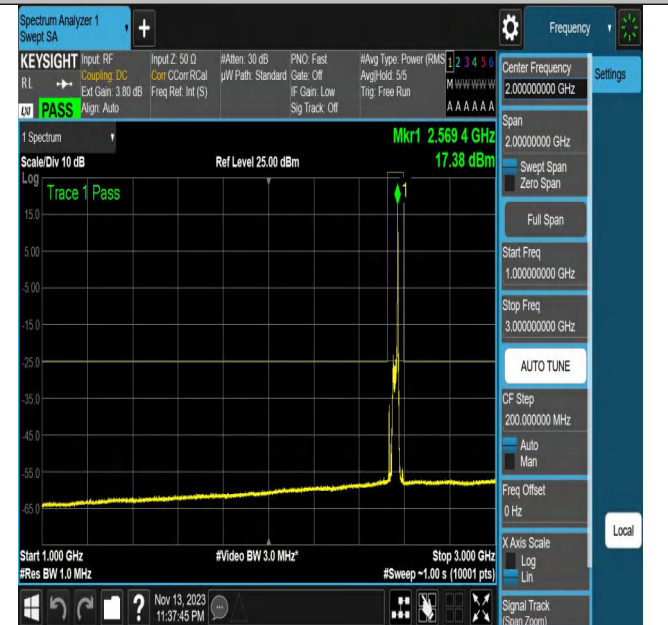 Spectrum Analyzer 1
Swept SA
+
Frequency
KEYSIGHT
RL
LXI
PASS
Input: RF
Coupling: DC
Ext Gain: 3.80 dB
Align: Auto
Input Z: 50 Ω
Corr CCorr RCal
Freq Ref: Int (S)
#Atten: 30 dB
µW Path: Standard
PNO: Fast
Gate: Off
IF Gain: Low
Sig Track: Off
#Avg Type: Power (RMS
Avg|Hold: 5/5
Trig: Free Run
1 2 3 4 5 6
M W W W W W
A A A A A A
1 Spectrum
Scale/Div 10 dB
Ref Level 25.00 dBm
Mkr1 2.569 4 GHz
17.38 dBm
Log
Trace 1 Pass
1
15.0
5.00
-5.00
-15.0
-25.0
-35.0
-45.0
-55.0
-65.0
Start 1.000 GHz
#Res BW 1.0 MHz
#Video BW 3.0 MHz*
Stop 3.000 GHz
#Sweep ~1.00 s (10001 pts)
?
Nov 13, 2023
11:37:45 PM
Center Frequency
2.00000000 GHz
Settings
Span
2.00000000 GHz
Swept Span
Zero Span
Full Span
Start Freq
1.000000000 GHz
Stop Freq
3.000000000 GHz
AUTO TUNE
CF Step
200.000000 MHz
Auto
Man
Freq Offset
0 Hz
X Axis Scale
Log
Lin
Local
Signal Track
(Span Zoom)